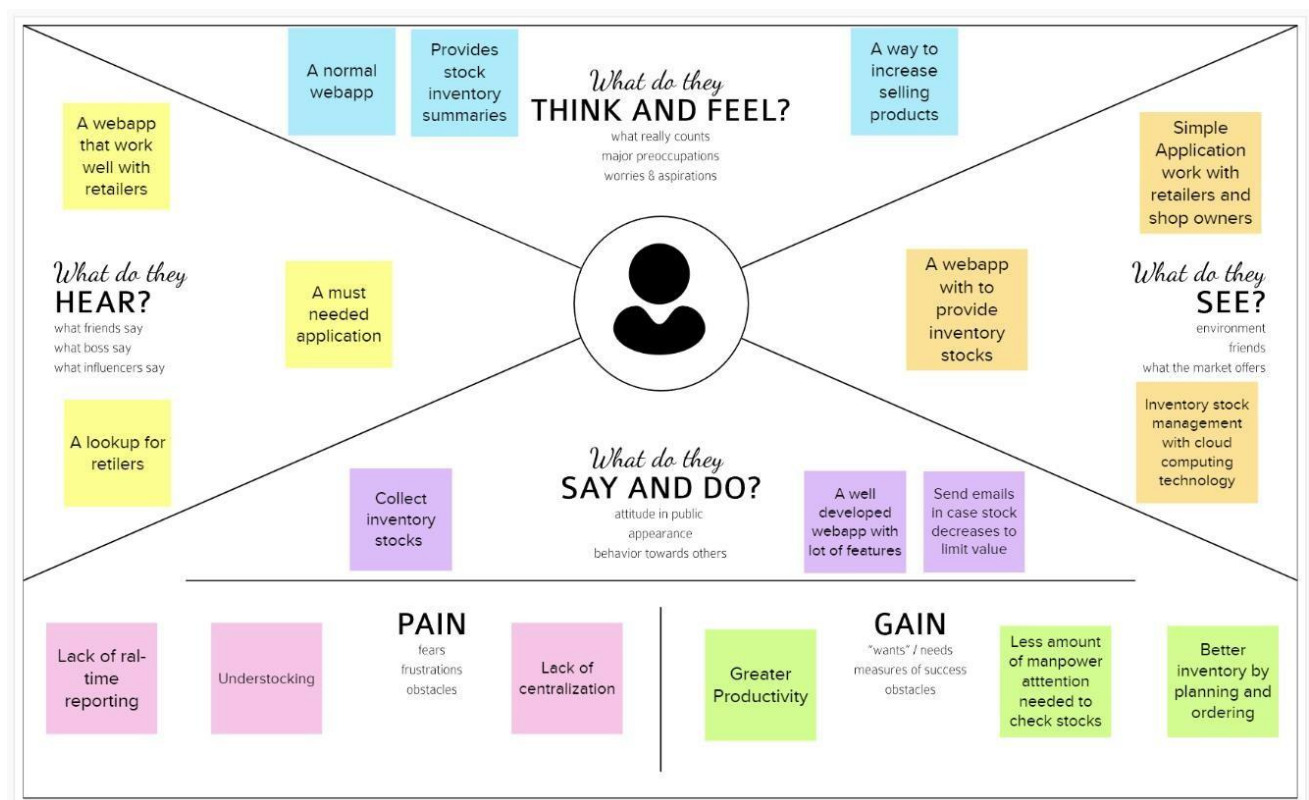 A normal
webapp
Provides
stock
inventory
summaries
What do they
THINK AND FEEL?
what really counts
major preoccupations
worries & aspirations
A way to
increase
selling
products
A webapp
that work
well with
retailers
What do they
HEAR?
what friends say
what boss say
what influencers say
A must
needed
application
A lookup for
retilers
A webapp
with to
provide
inventory
stocks
Simple
Application
work with
retailers and
shop owners
What do they
SEE?
environment
friends
what the market offers
Inventory stock
management
with cloud
computing
technology
Collect
inventory
stocks
What do they
SAY AND DO?
attitude in public
appearance
behavior towards others
A well
developed
webapp with
lot of features
Send emails
in case stock
decreases to
limit value
Lack of ral-
time
reporting
Understocking
PAIN
fears
frustrations
obstacles
Lack of
centralization
Greater
Productivity
GAIN
"wants" / needs
measures of success
obstacles
Less amount
of manpower
atttention
needed to
check stocks
Better
inventory by
planning and
ordering